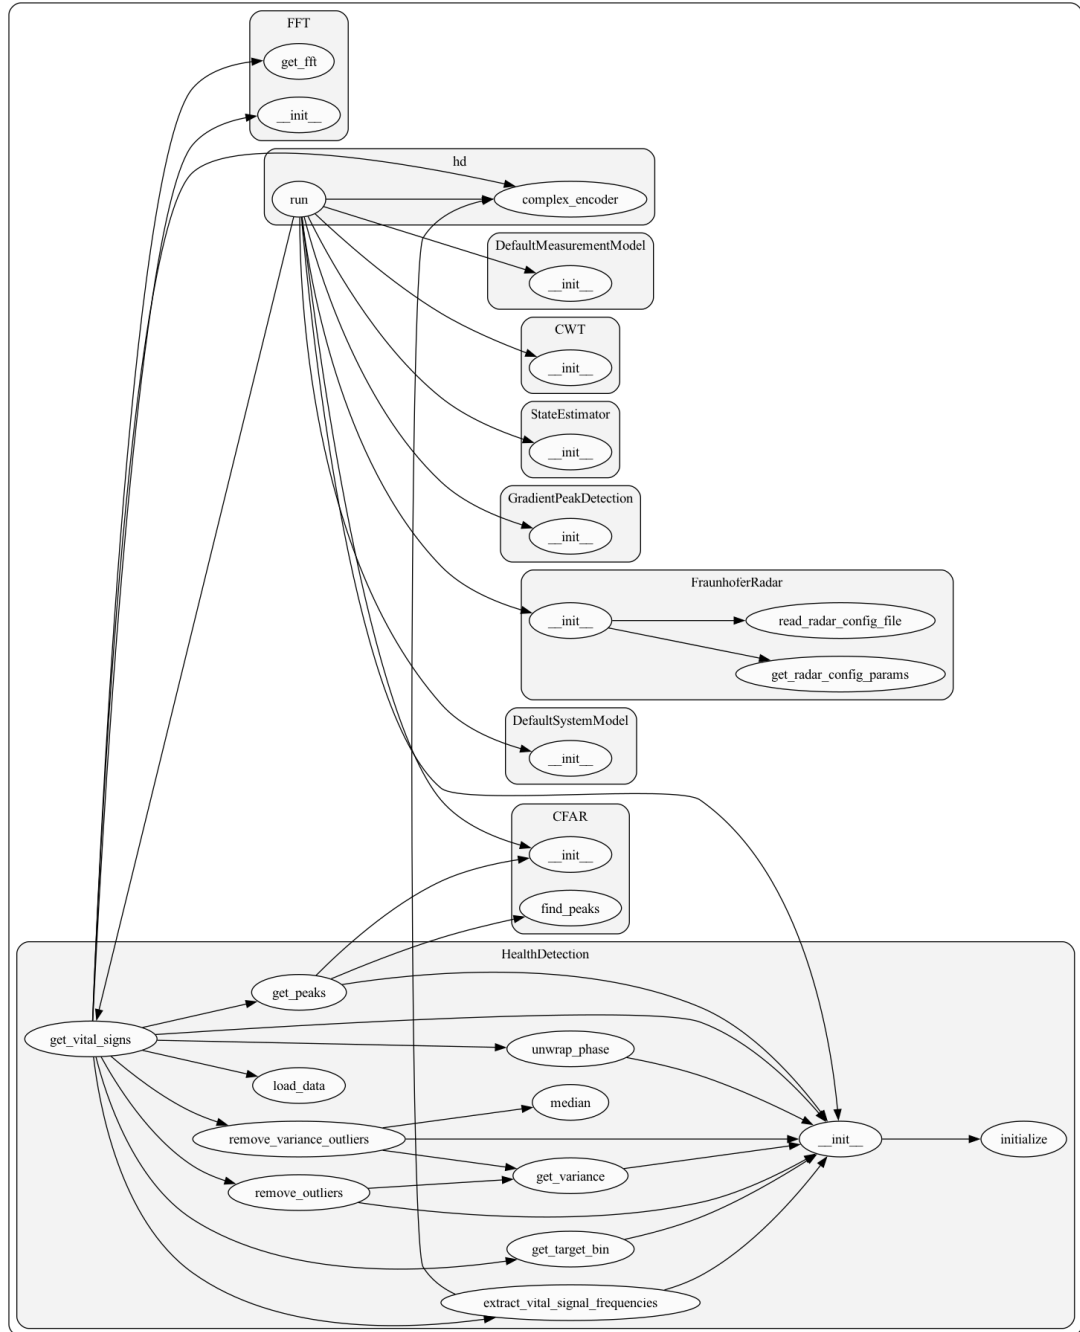 FFT
get_fft
__init__
hd
run
complex_encoder
DefaultMeasurementModel
__init__
CWT
__init__
StateEstimator
__init__
GradientPeakDetection
__init__
FraunhoferRadar
__init__
read_radar_config_file
get_radar_config_params
DefaultSystemModel
__init__
CFAR
__init__
find_peaks
HealthDetection
get_peaks
get_vital_signs
unwrap_phase
load_data
median
remove_variance_outliers
__init__
initialize
get_variance
remove_outliers
get_target_bin
extract_vital_signal_frequencies